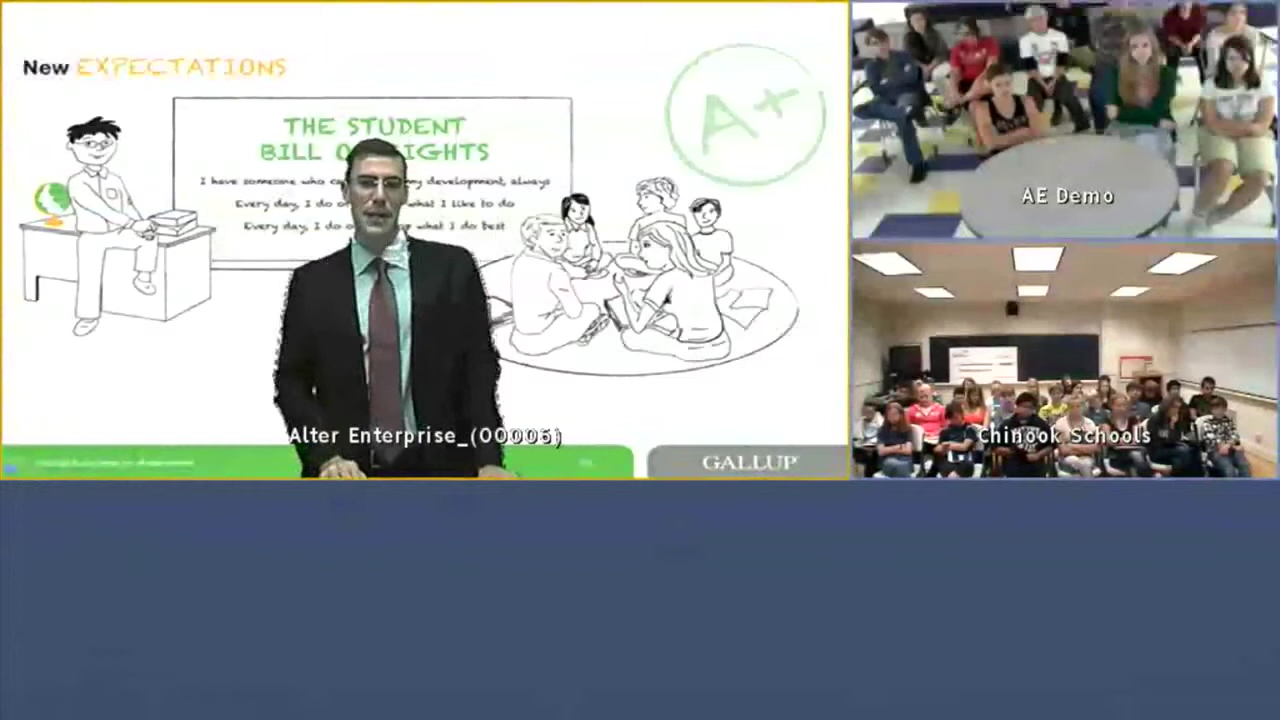 New EXPECTATIONS
A+
THE STUDENT
BILL O IGHTS
I have someone who ca my development, always
Every day, I do o what I like to do
Every day, I do o r what I do best
Alter Enterprise_(00006)
GALLUP
AE Demo
Chinook Schools